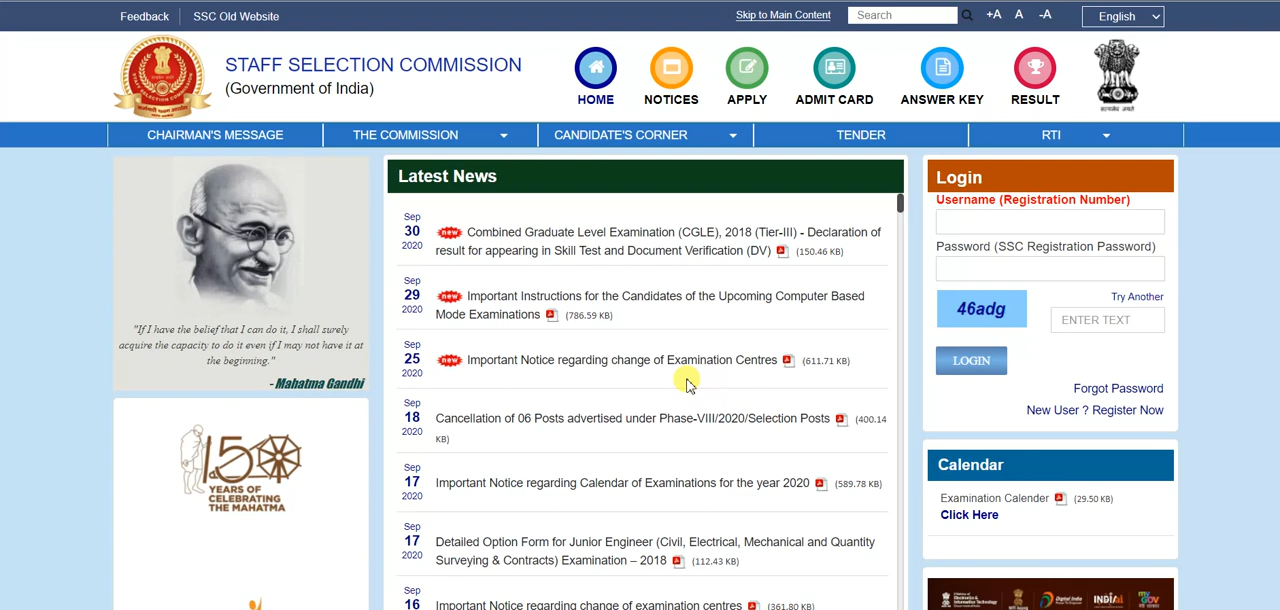 Feedback
SSC Old Website
Skip to Main Content
Search
+A A -A
English
STAFF SELECTION COMMISSION
(Government of India)
HOME
NOTICES
APPLY
ADMIT CARD
ANSWER KEY
RESULT
CHAIRMAN'S MESSAGE
THE COMMISSION
CANDIDATE'S CORNER
TENDER
RTI
"If I have the belief that I can do it, I shall surely
acquire the capacity to do it even if I may not have it at
the beginning."
- Mahatma Gandhi
150
YEARS OF
CELEBRATING
THE MAHATMA
Latest News
Sep
30
2020
new Combined Graduate Level Examination (CGLE), 2018 (Tier-III) - Declaration of
result for appearing in Skill Test and Document Verification (DV) (150.46 KB)
Sep
29
2020
new Important Instructions for the Candidates of the Upcoming Computer Based
Mode Examinations (786.59 KB)
Sep
25
2020
new Important Notice regarding change of Examination Centres (611.71 KB)
Sep
18
2020
Cancellation of 06 Posts advertised under Phase-VIII/2020/Selection Posts (400.14
KB)
Sep
17
2020
Important Notice regarding Calendar of Examinations for the year 2020 (589.78 KB)
Sep
17
2020
Detailed Option Form for Junior Engineer (Civil, Electrical, Mechanical and Quantity
Surveying & Contracts) Examination – 2018 (112.43 KB)
Sep
16
Important Notice regarding change of examination centres (361.80 KB)
Login
Username (Registration Number)
Password (SSC Registration Password)
46adg
Try Another
ENTER TEXT
LOGIN
Forgot Password
New User ? Register Now
Calendar
Examination Calender (29.50 KB)
Click Here
Digital India
INDIA
my
GOV